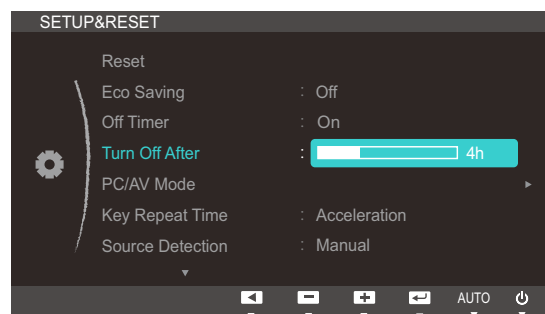 SETUP&RESET
Reset
Eco Saving : Off
Off Timer : On
Turn Off After : 4h
PC/AV Mode
Key Repeat Time : Acceleration
Source Detection : Manual
AUTO